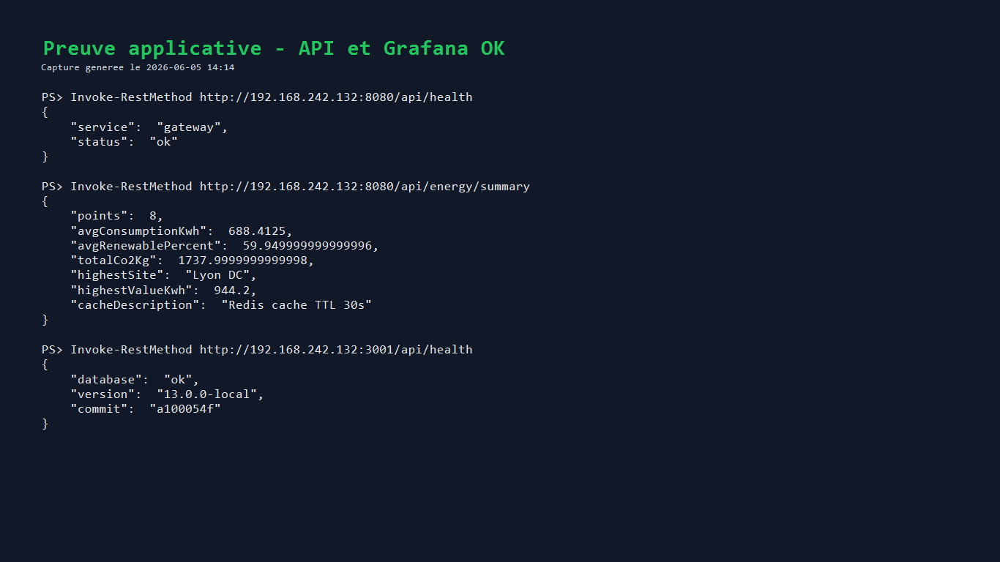 Preuve applicative - API et Grafana OK
Capture generee le 2026-06-05 14:14
PS> Invoke-RestMethod http://192.168.242.132:8080/api/health
{
    "service":  "gateway",
    "status":  "ok"
}
PS> Invoke-RestMethod http://192.168.242.132:8080/api/energy/summary
{
    "points":  8,
    "avgConsumptionKwh":  688.4125,
    "avgRenewablePercent":  59.949999999999996,
    "totalCo2Kg":  1737.9999999999998,
    "highestSite":  "Lyon DC",
    "highestValueKwh":  944.2,
    "cacheDescription":  "Redis cache TTL 30s"
}
PS> Invoke-RestMethod http://192.168.242.132:3001/api/health
{
    "database":  "ok",
    "version":  "13.0.0-local",
    "commit":  "a100054f"
}